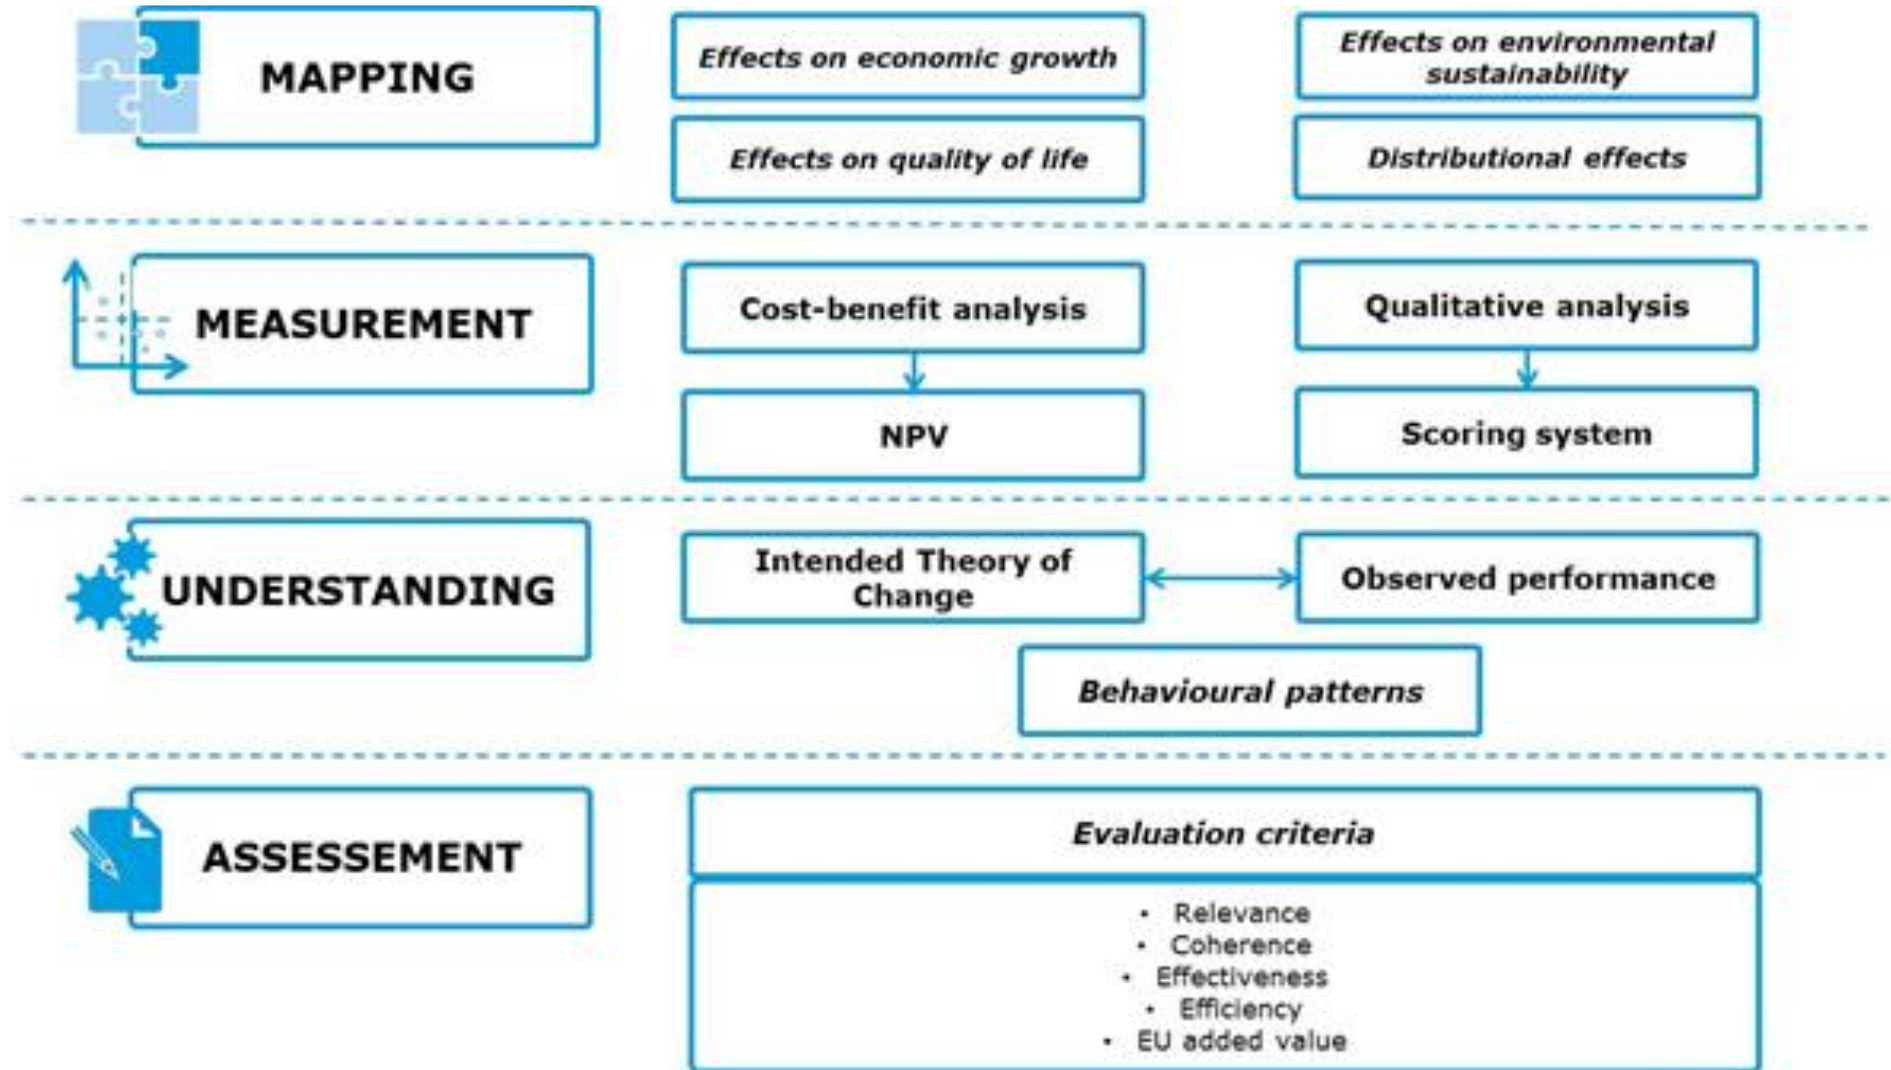 MAPPING
Effects on economic growth
Effects on environmental
sustainability
Effects on quality of life
Distributional effects
MEASUREMENT
Cost-benefit analysis
Qualitative analysis
NPV
Scoring system
UNDERSTANDING
Intended Theory of
Change
Observed performance
Behavioural patterns
ASSESSEMENT
Evaluation criteria
• Relevance
• Coherence
• Effectiveness
• Efficiency
• EU added value